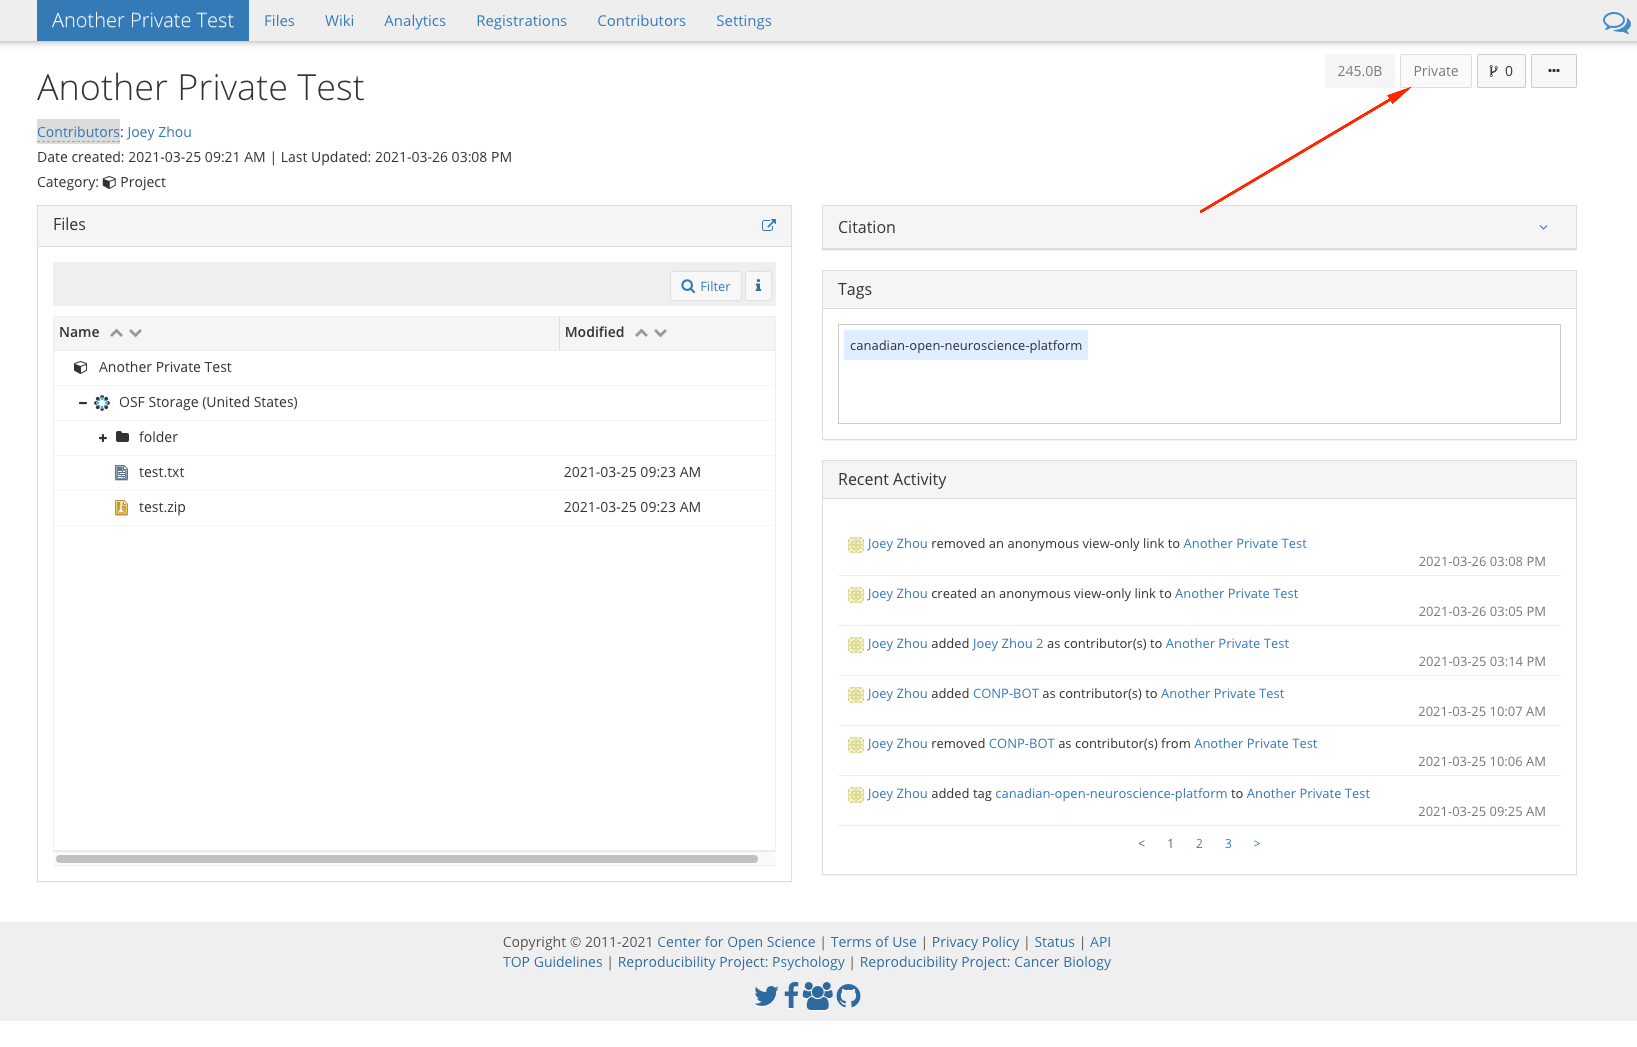 Another Private Test Files Wiki Analytics Registrations Contributors Settings
245.0B Private 0 ...
Another Private Test
Contributors: Joey Zhou
Date created: 2021-03-25 09:21 AM | Last Updated: 2021-03-26 03:08 PM
Category: Project
Files
Filter i
Name Modified
Another Private Test
OSF Storage (United States)
folder
test.txt 2021-03-25 09:23 AM
test.zip 2021-03-25 09:23 AM
Citation
Tags
canadian-open-neuroscience-platform
Recent Activity
Joey Zhou removed an anonymous view-only link to Another Private Test
2021-03-26 03:08 PM
Joey Zhou created an anonymous view-only link to Another Private Test
2021-03-26 03:05 PM
Joey Zhou added Joey Zhou 2 as contributor(s) to Another Private Test
2021-03-25 03:14 PM
Joey Zhou added CONP-BOT as contributor(s) to Another Private Test
2021-03-25 10:07 AM
Joey Zhou removed CONP-BOT as contributor(s) from Another Private Test
2021-03-25 10:06 AM
Joey Zhou added tag canadian-open-neuroscience-platform to Another Private Test
2021-03-25 09:25 AM
< 1 2 3 >
Copyright © 2011-2021 Center for Open Science | Terms of Use | Privacy Policy | Status | API
TOP Guidelines | Reproducibility Project: Psychology | Reproducibility Project: Cancer Biology